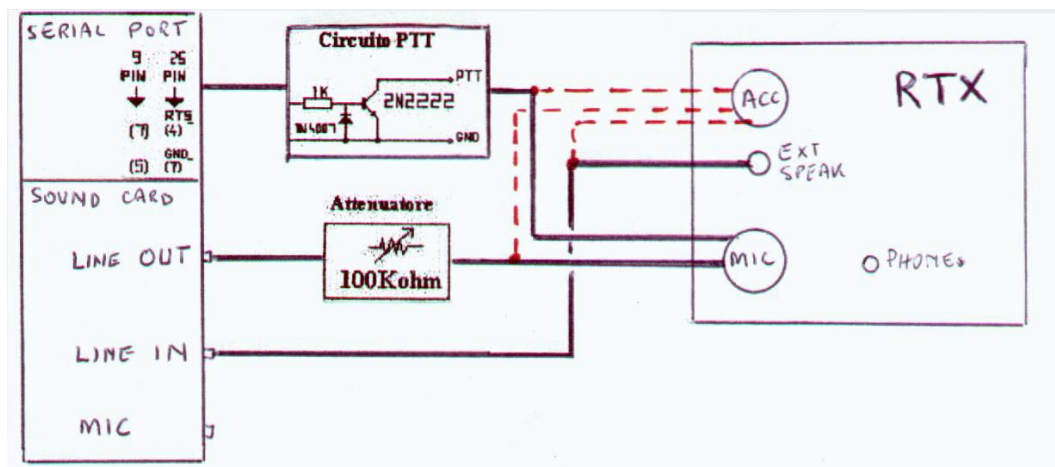 SERIAL PORT
9 25
PIN PIN
RTS
(7) (4)
GND
(5) (7)
Circuito PTT
1K
1N4007
2N2222
PTT
GND
RTX
ACC
EXT
SPEAK
MIC
PHONES
SOUND CARD
LINE OUT
Attenuatore
100Kohm
LINE IN
MIC